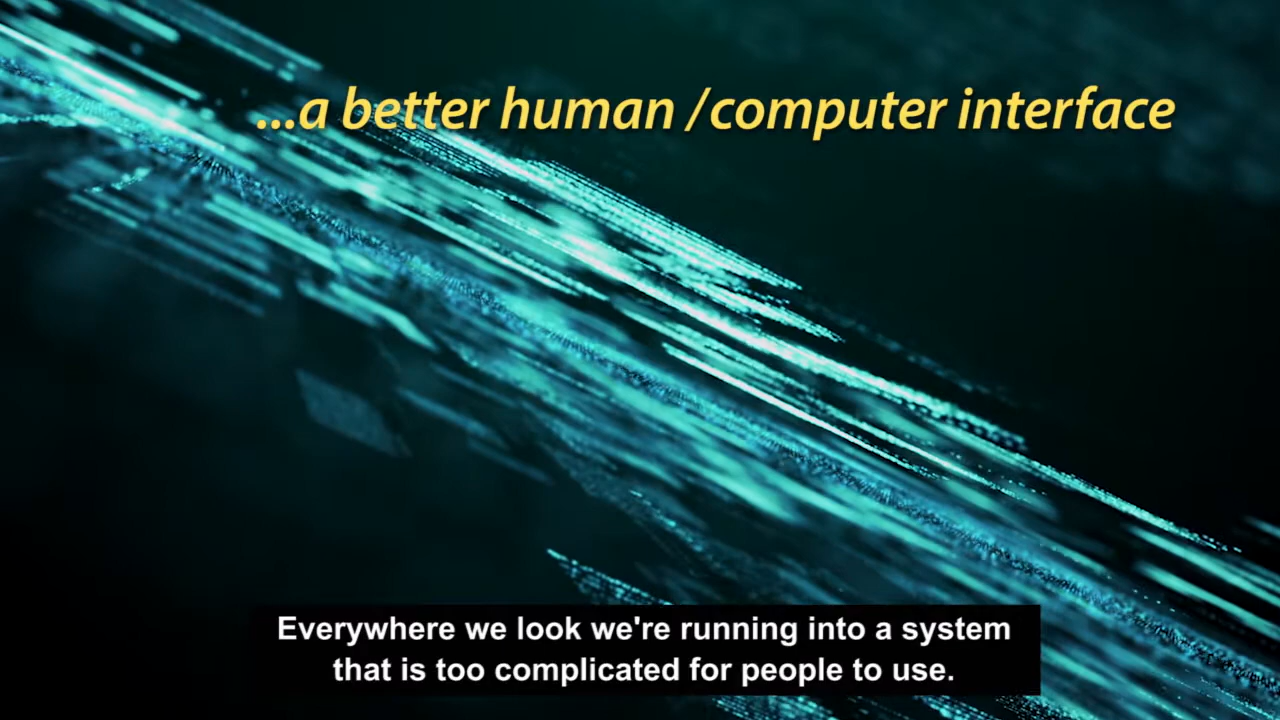 ...a better human /computer interface
Everywhere we look we're running into a system
that is too complicated for people to use.